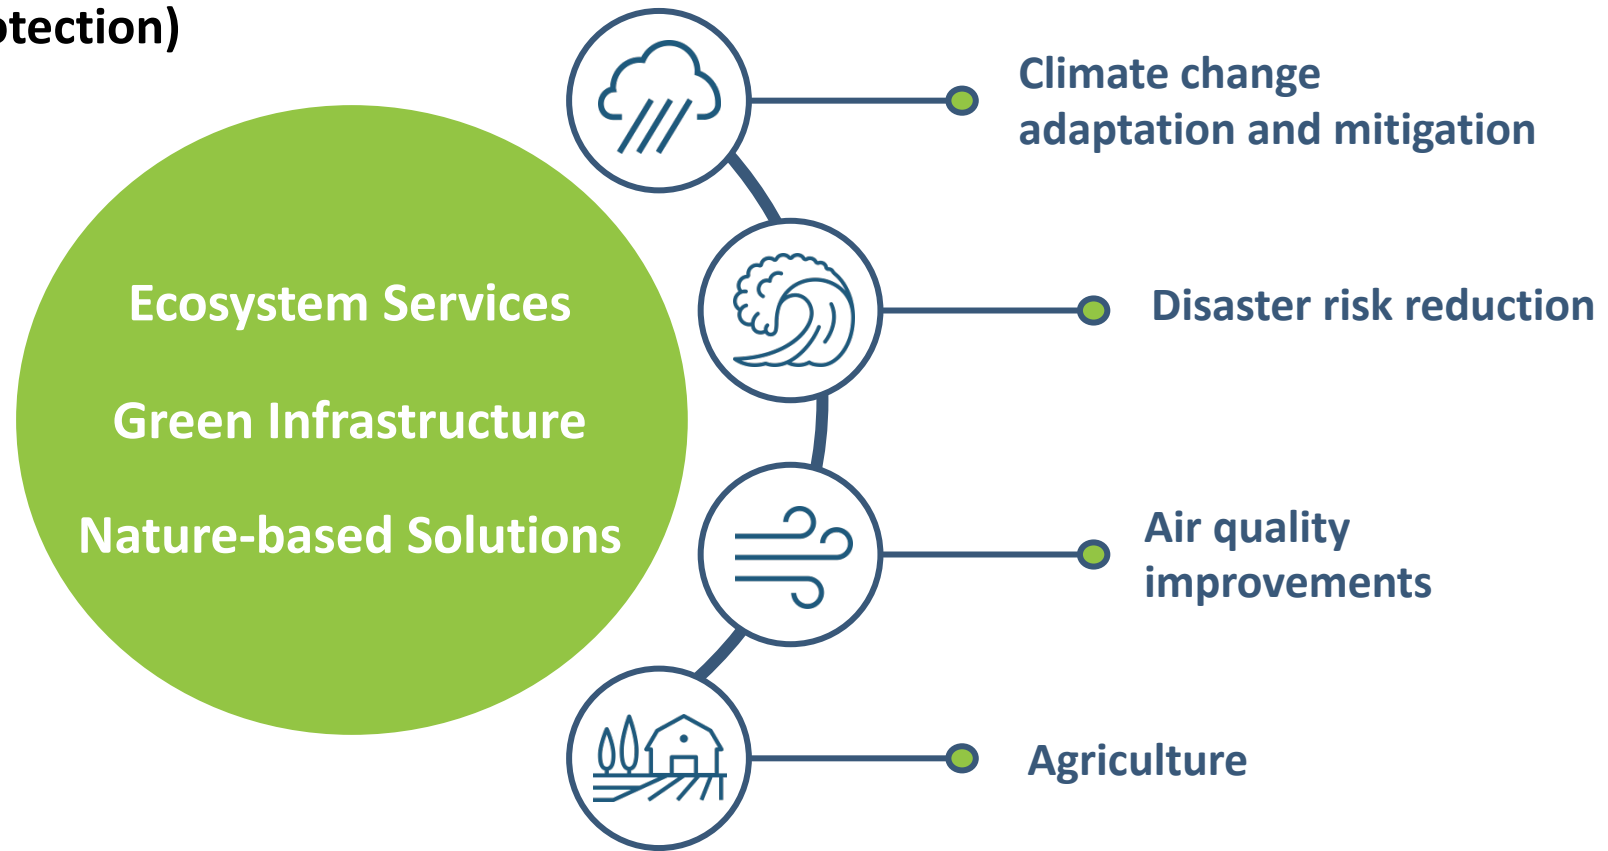 otection)
Climate change
adaptation and mitigation
Ecosystem Services
Disaster risk reduction
Green Infrastructure
Nature-based Solutions
Air quality
improvements
Agriculture